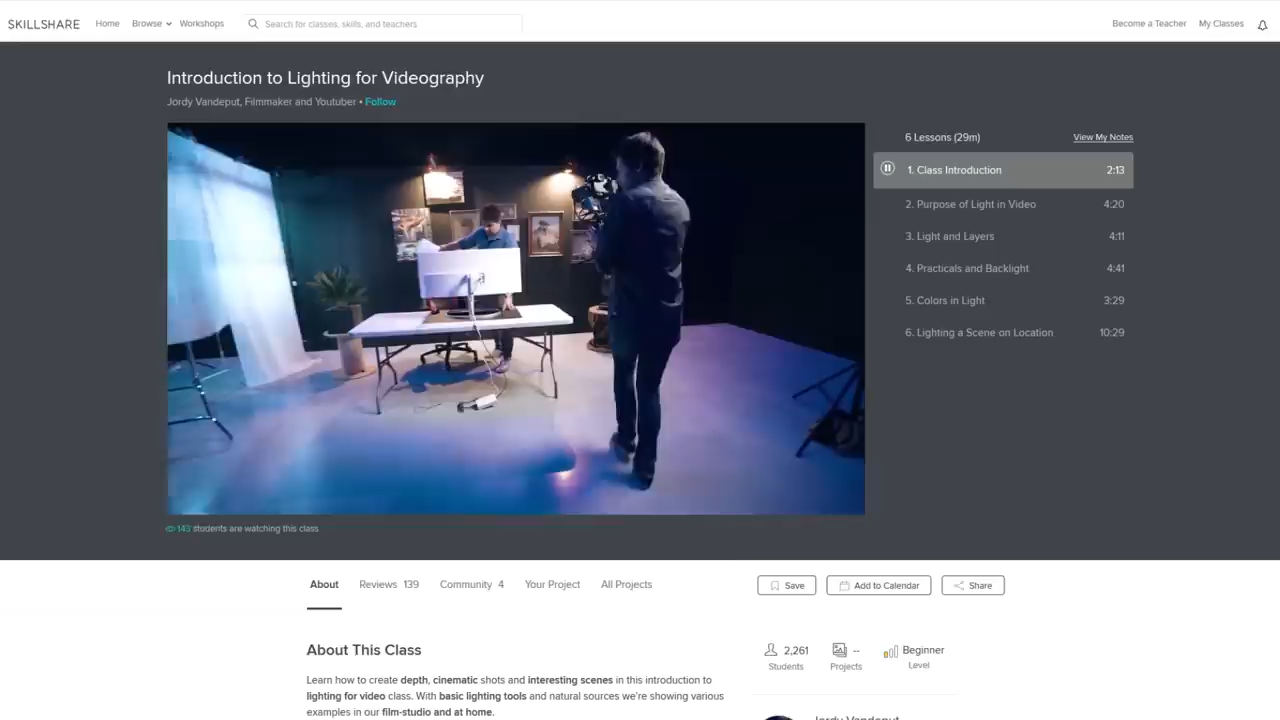 SKILLSHARE Home Browse Workshops Search for classes, skills, and teachers Become a Teacher My Classes
Introduction to Lighting for Videography
Jordy Vandeput, Filmmaker and Youtuber • Follow
6 Lessons (29m) View My Notes
1. Class Introduction 2:13
2. Purpose of Light in Video 4:20
3. Light and Layers 4:11
4. Practicals and Backlight 4:41
5. Colors in Light 3:29
6. Lighting a Scene on Location 10:29
143 students are watching this class
About Reviews 139 Community 4 Your Project All Projects Save Add to Calendar Share
About This Class
2,261 -- Beginner
Students Projects Level
Learn how to create depth, cinematic shots and interesting scenes in this introduction to
lighting for video class. With basic lighting tools and natural sources we're showing various
examples in our film-studio and at home.
Jordy Vandeput